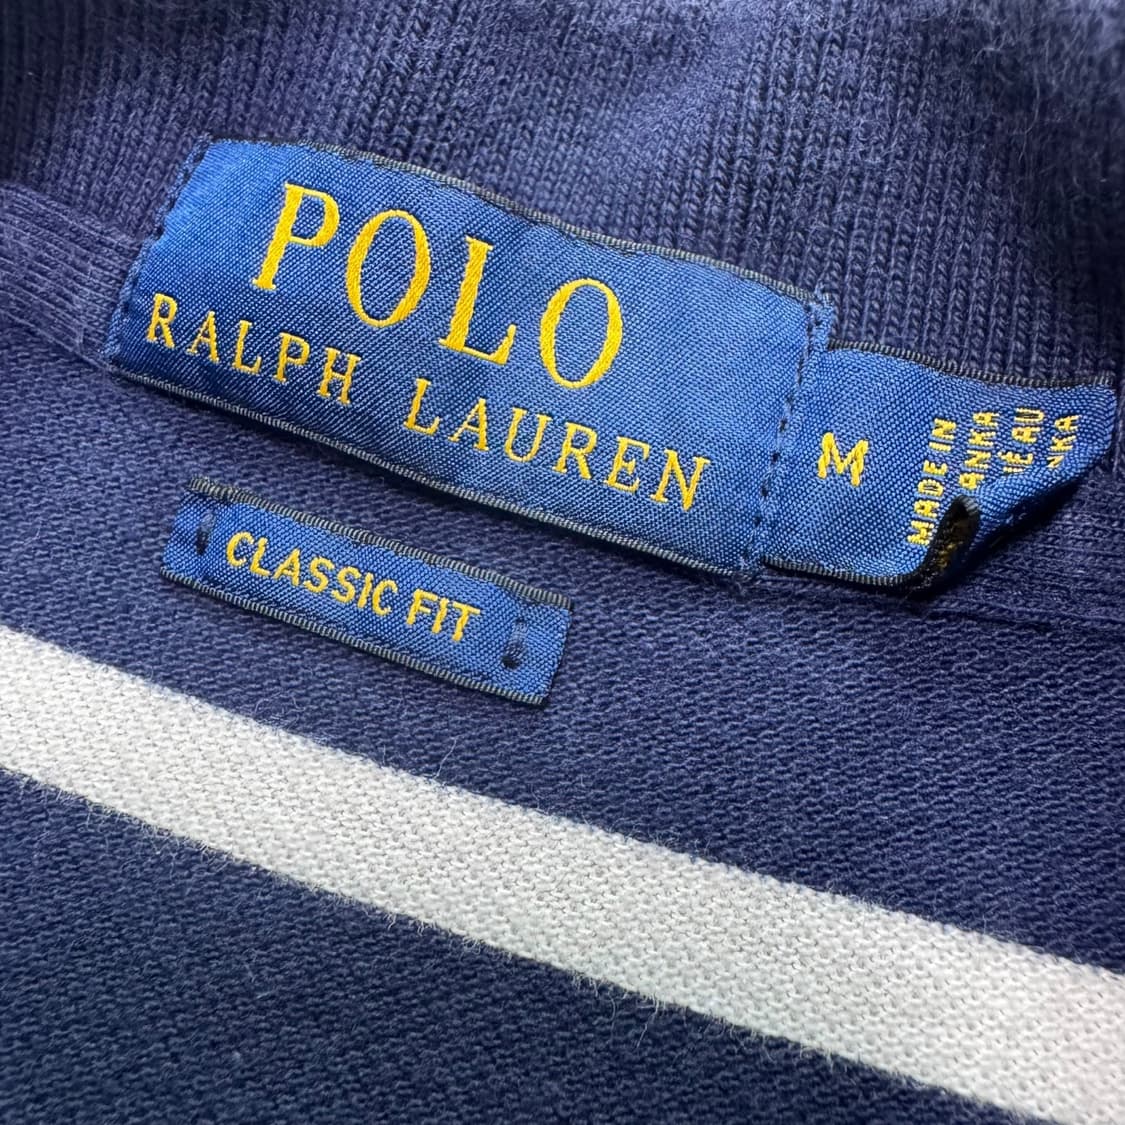 POLO
RALPH LAUREN
M
MADE IN
CLASSIC FIT